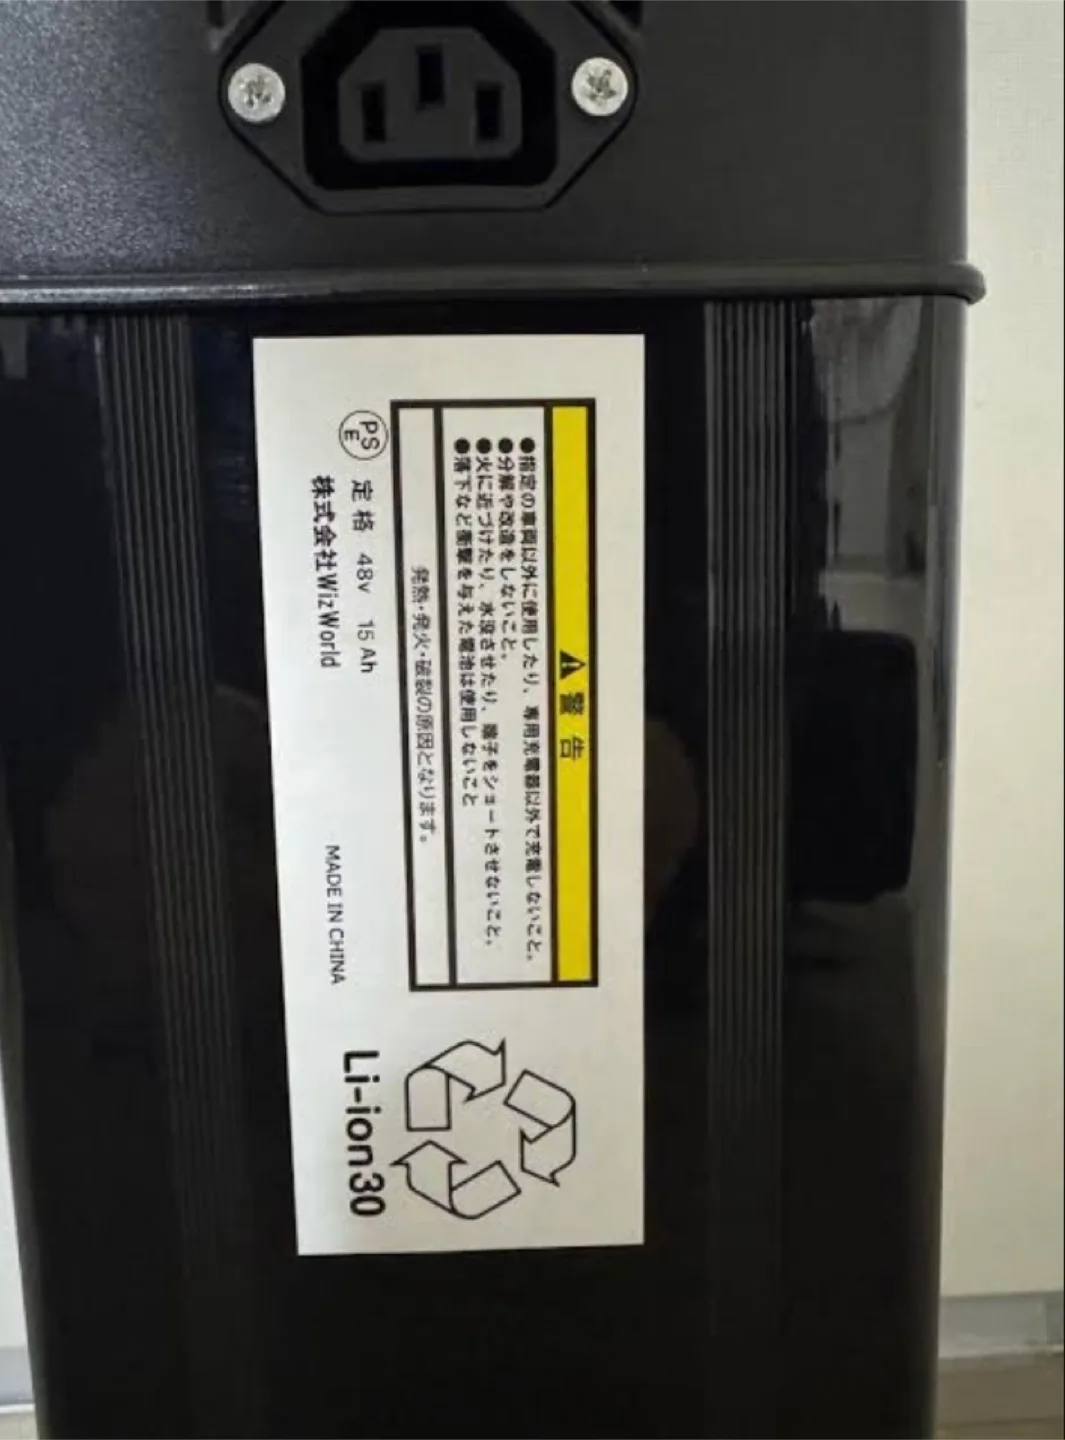 ⚠警告
●指定の車両以外に使用したり、専用充電器以外で充電しないこと。
●分解や改造をしないこと。
●火に近づけたり、水没させたり、端子をショートさせないこと。
●落下など衝撃を与えた電池は使用しないこと
発熱・発火・破裂の原因となります。
PS
E
定格 48v 15Ah
株式会社WizWorld
MADE IN CHINA
Li-ion30